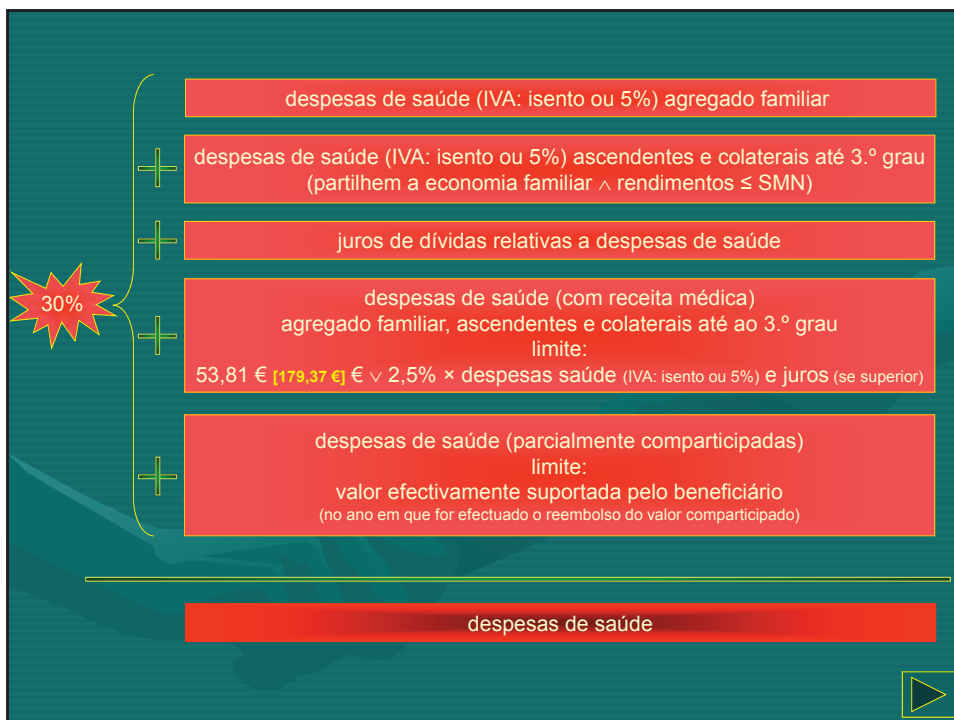 despesas de saúde (IVA: isento ou 5%) agregado familiar
despesas de saúde (IVA: isento ou 5%) ascendentes e colaterais até 3.º grau
(partilhem a economia familiar ∧ rendimentos ≤ SMN)
juros de dívidas relativas a despesas de saúde
30%
despesas de saúde (com receita médica)
agregado familiar, ascendentes e colaterais até ao 3.º grau
limite:
53,81 € [179,37 €] € ∨ 2,5% × despesas saúde (IVA: isento ou 5%) e juros (se superior)
despesas de saúde (parcialmente comparticipadas)
limite:
valor efectivamente suportada pelo beneficiário
(no ano em que for efectuado o reembolso do valor comparticipado)
despesas de saúde